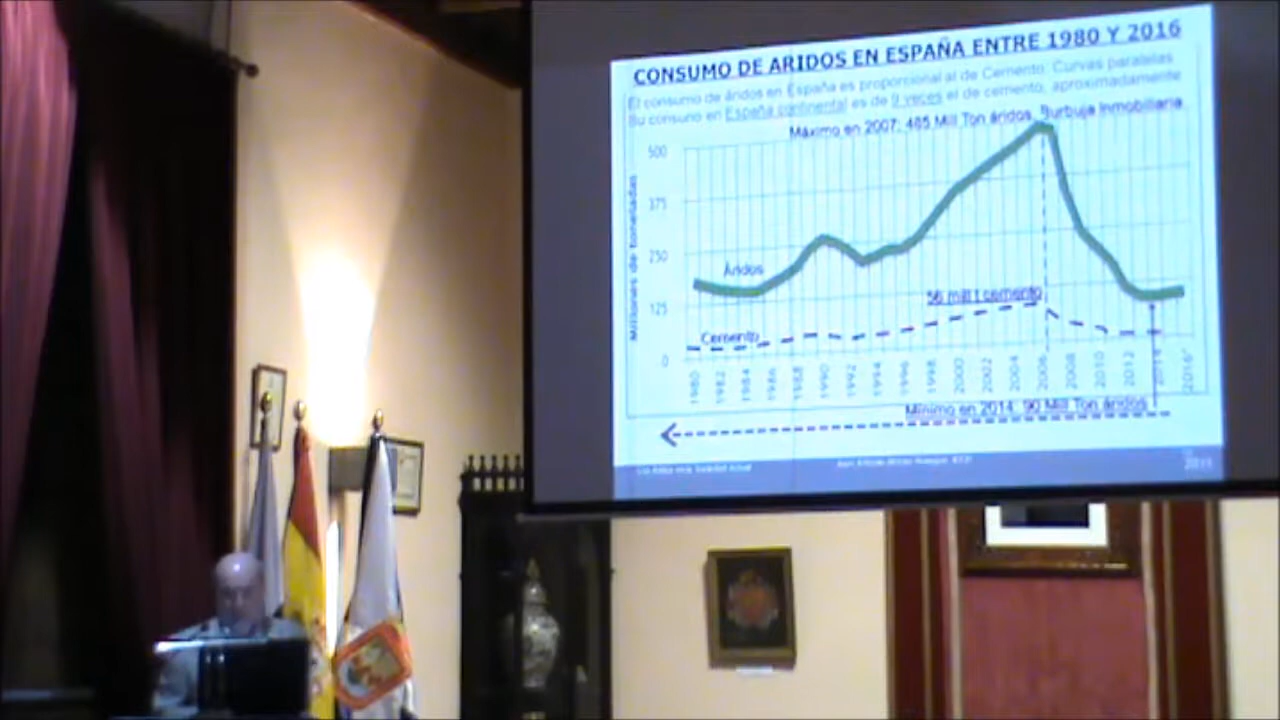 CONSUMO DE ARIDOS EN ESPAÑA ENTRE 1980 Y 2016
El consumo de áridos en España es proporcional al de Cemento. Curvas paralelas
Su consumo en España continental es de 9 veces el de cemento, aproximadamente
Máximo en 2007: 485 Mill Ton áridos. Burbuja Inmobiliaria
Millones de toneladas
500
375
250
125
0
Áridos
56 mill t cemento
Cemento
1980 1982 1984 1986 1988 1990 1992 1994 1996 1998 2000 2002 2004 2006 2008 2010 2012 2014 2016
Mínimo en 2014: 90 Mill Ton áridos